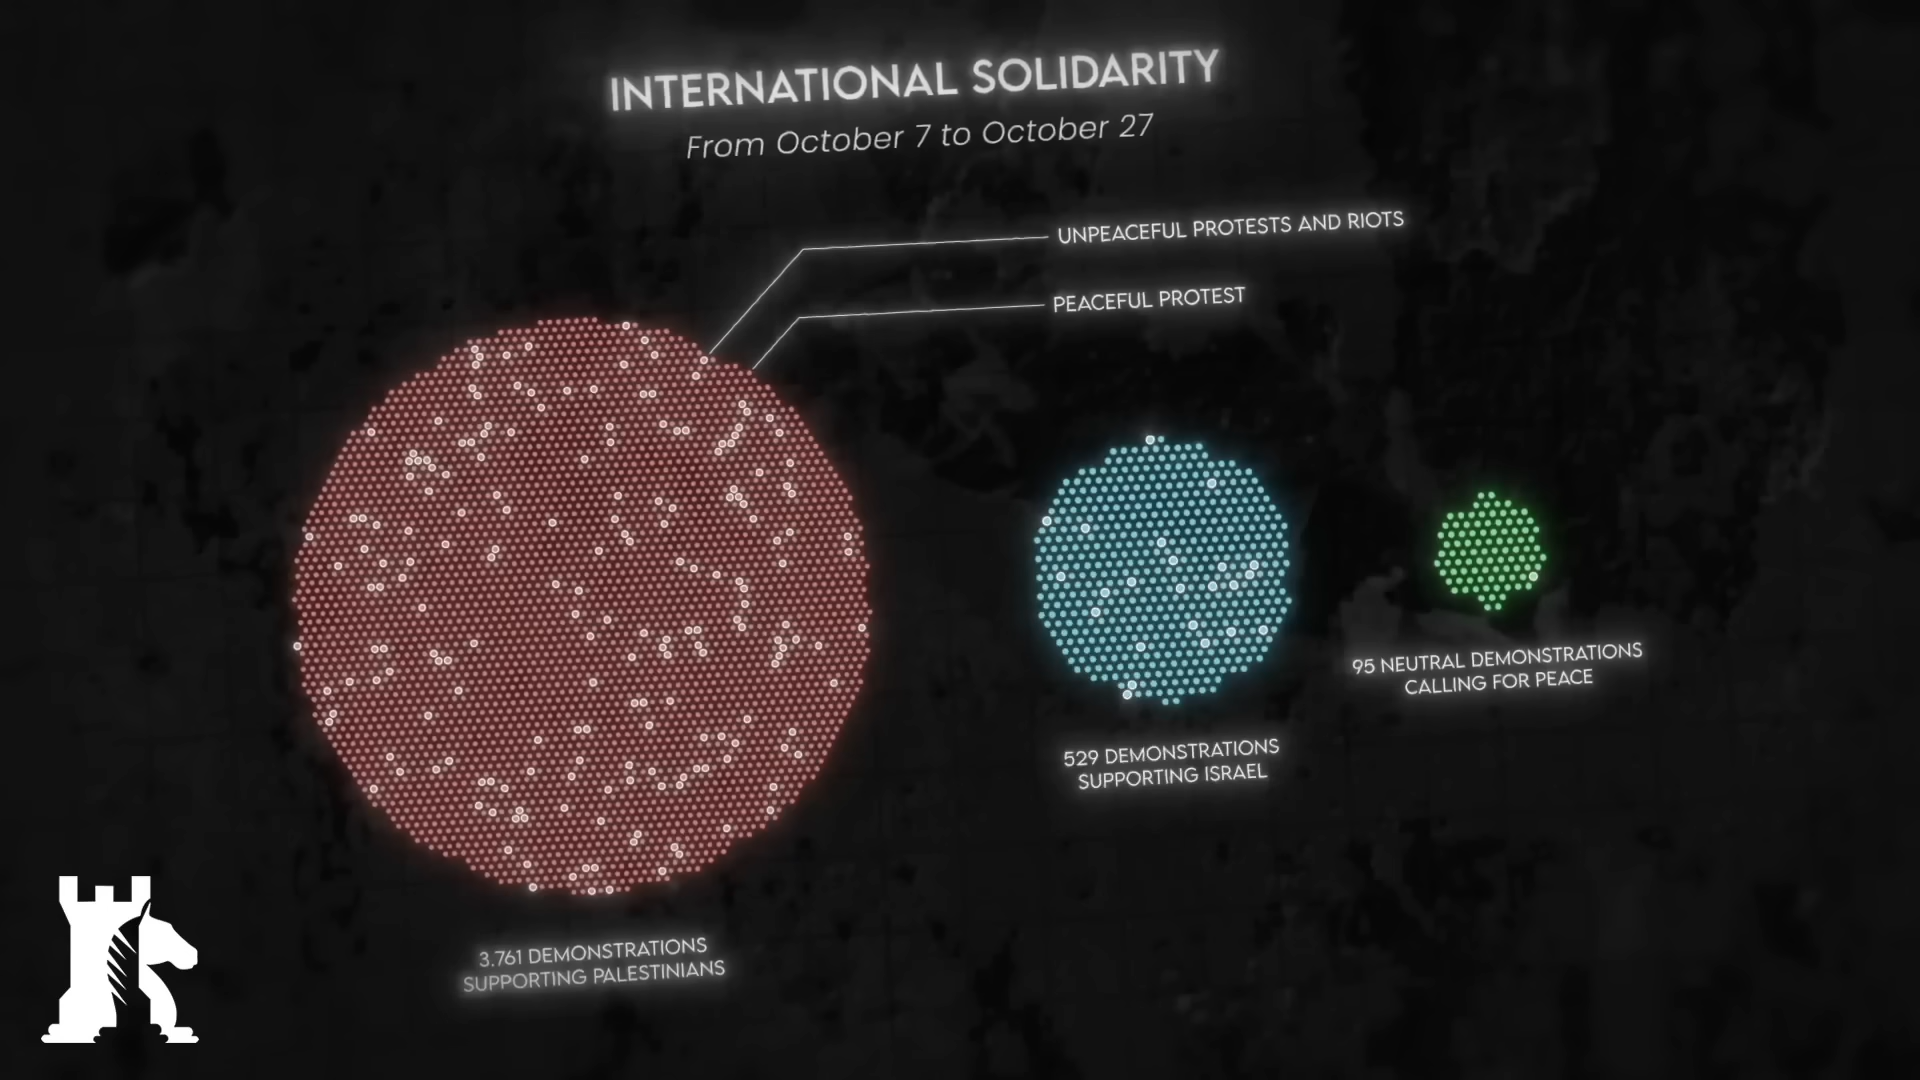 INTERNATIONAL SOLIDARITY
From October 7 to October 27
UNPEACEFUL PROTESTS AND RIOTS
PEACEFUL PROTEST
3.761 DEMONSTRATIONS
SUPPORTING PALESTINIANS
529 DEMONSTRATIONS
SUPPORTING ISRAEL
95 NEUTRAL DEMONSTRATIONS
CALLING FOR PEACE